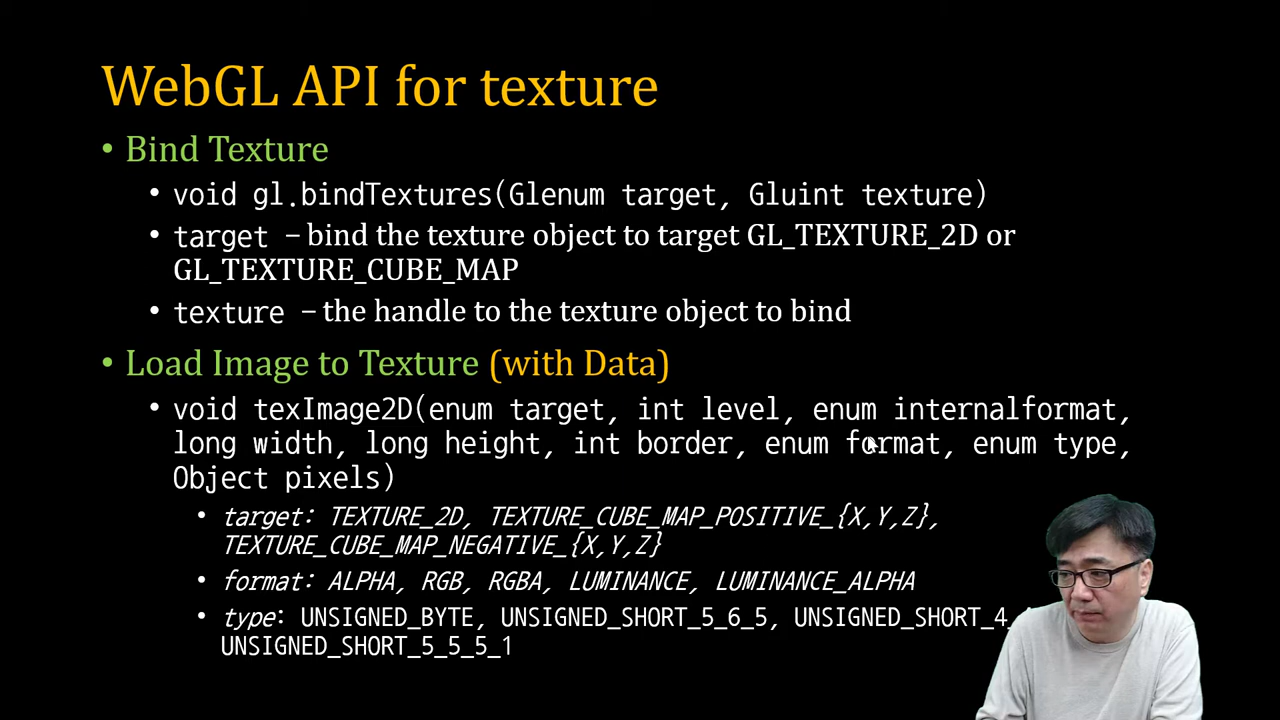 WebGL API for texture
• Bind Texture
• void gl.bindTextures(Glenum target, Gluint texture)
• target – bind the texture object to target GL_TEXTURE_2D or
GL_TEXTURE_CUBE_MAP
• texture – the handle to the texture object to bind
• Load Image to Texture (with Data)
• void texImage2D(enum target, int level, enum internalformat,
long width, long height, int border, enum format, enum type,
Object pixels)
• target: TEXTURE_2D, TEXTURE_CUBE_MAP_POSITIVE_{X,Y,Z},
TEXTURE_CUBE_MAP_NEGATIVE_{X,Y,Z}
• format: ALPHA, RGB, RGBA, LUMINANCE, LUMINANCE_ALPHA
• type: UNSIGNED_BYTE, UNSIGNED_SHORT_5_6_5, UNSIGNED_SHORT_4_
UNSIGNED_SHORT_5_5_5_1